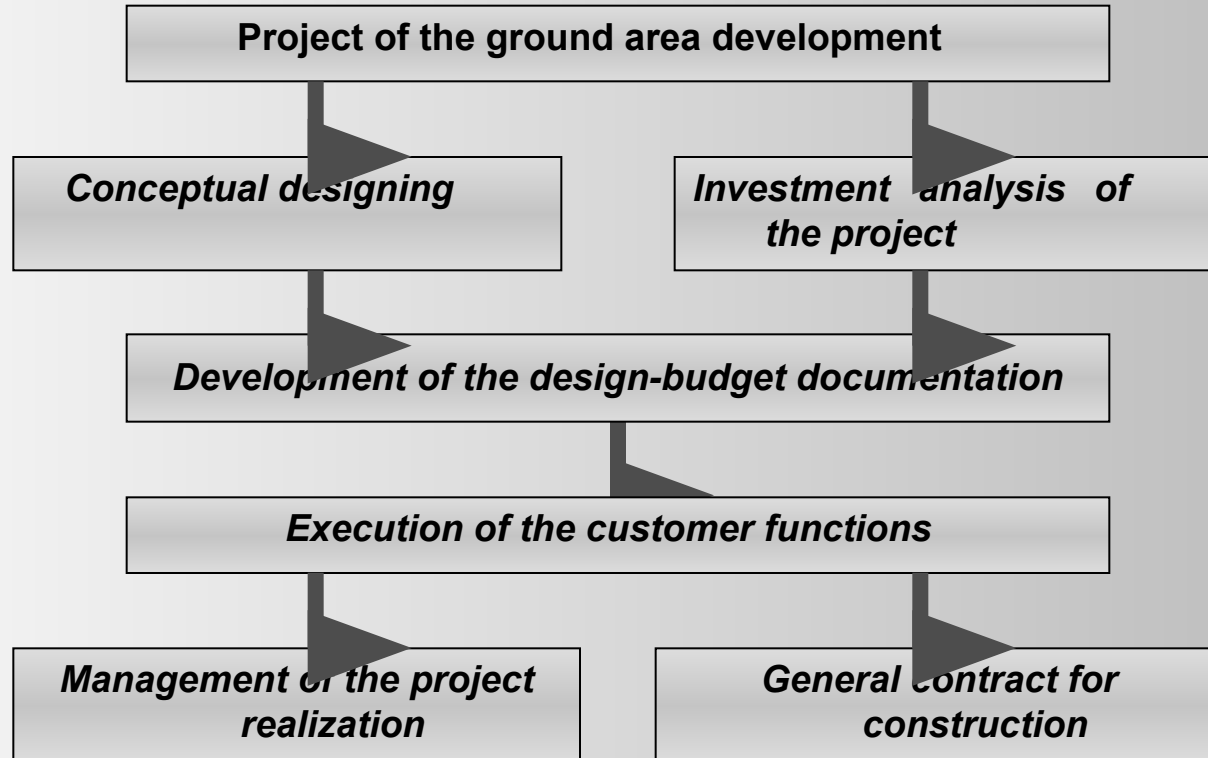 Project of the ground area development
Conceptual designing
Investment analysis of
the project
Development of the design-budget documentation
Execution of the customer functions
Management of the project
realization
General contract for
construction